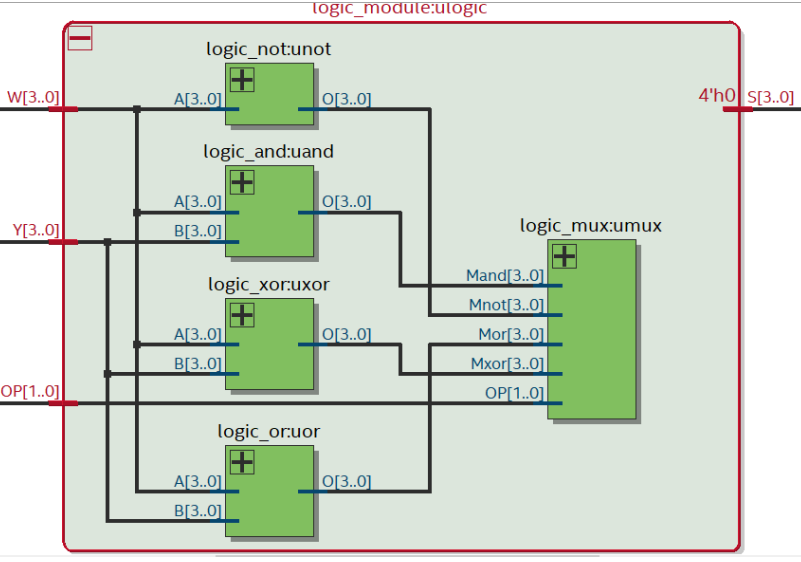 logic_module:ulogic
logic_not:unot
W[3..0]
A[3..0]
O[3..0]
4'h0
S[3..0]
logic_and:uand
A[3..0]
O[3..0]
Y[3..0]
B[3..0]
logic_mux:umux
Mand[3..0]
logic_xor:uxor
Mnot[3..0]
A[3..0]
O[3..0]
Mor[3..0]
B[3..0]
Mxor[3..0]
OP[1..0]
OP[1..0]
logic_or:uor
A[3..0]
O[3..0]
B[3..0]